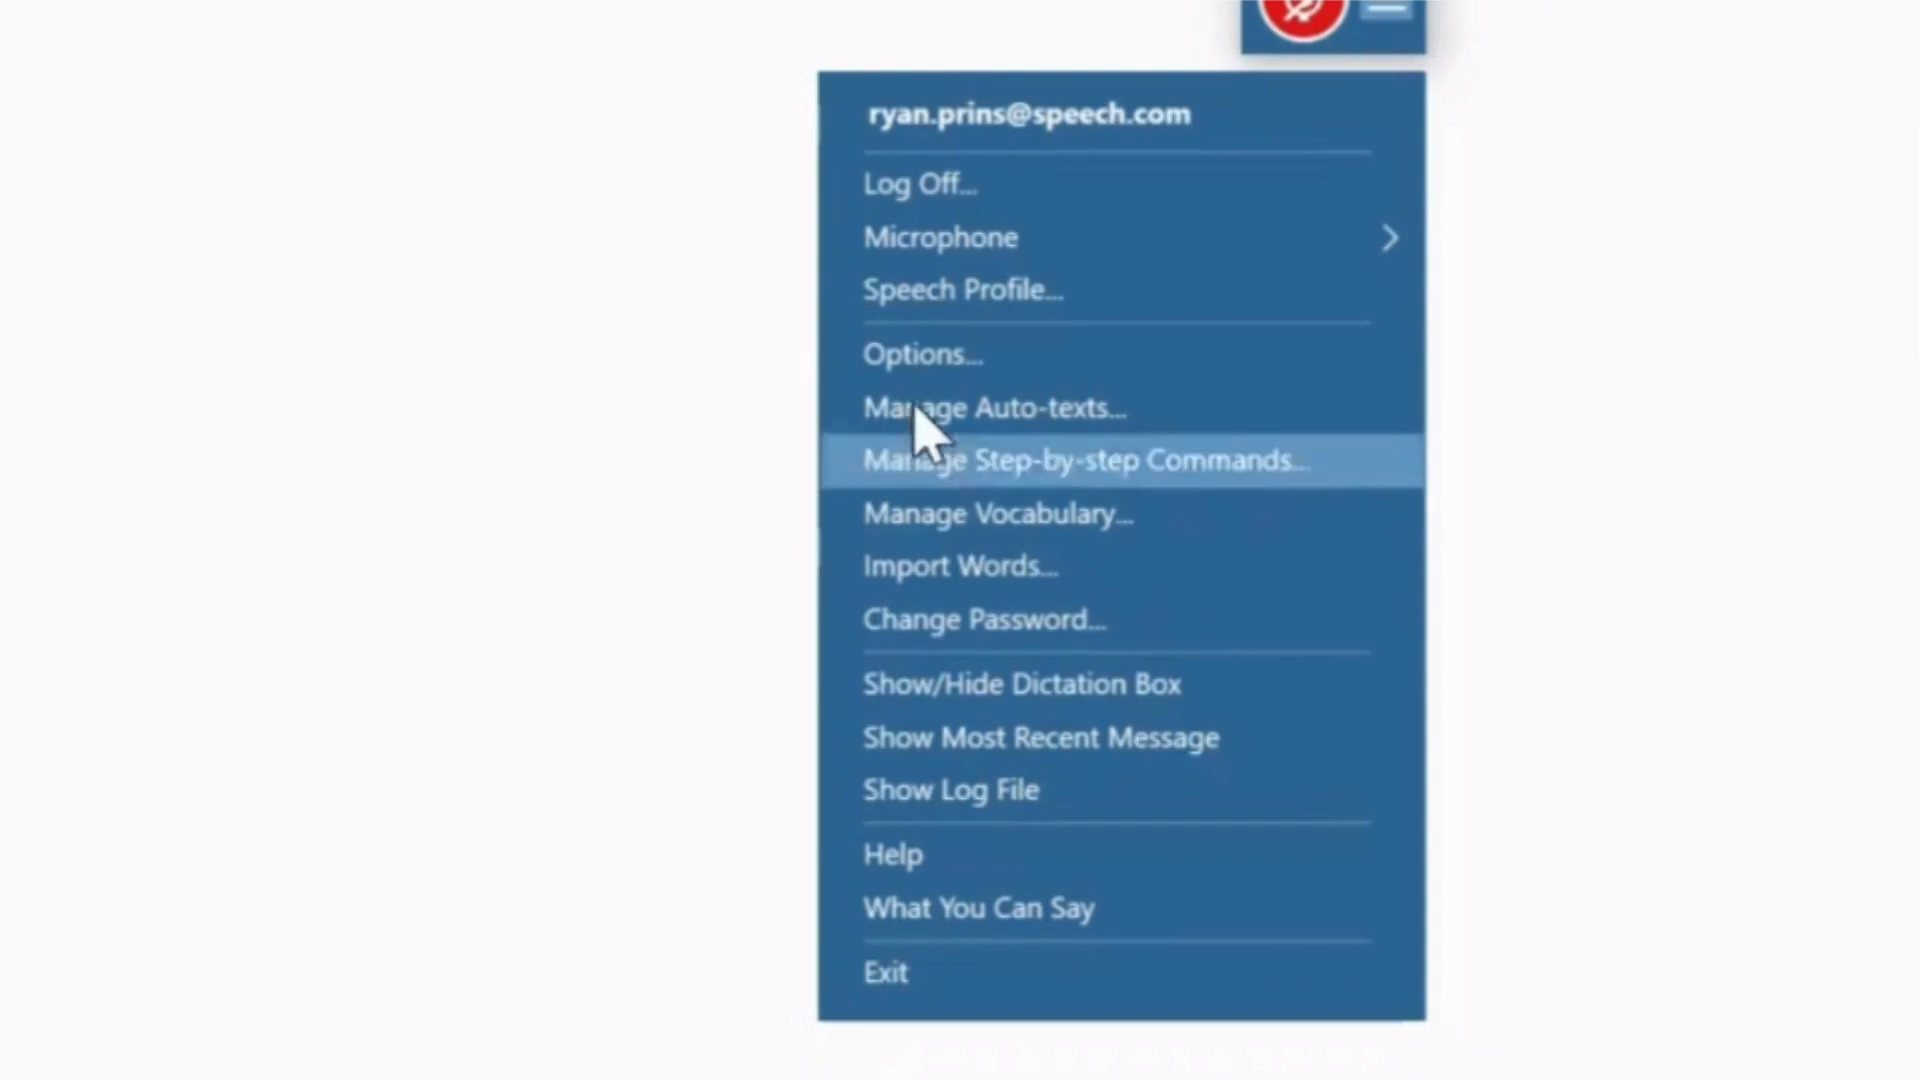 ryan.prins@speech.com
Log Off...
Microphone
Speech Profile...
Options...
Manage Auto-texts...
Manage Step-by-step Commands...
Manage Vocabulary...
Import Words...
Change Password...
Show/Hide Dictation Box
Show Most Recent Message
Show Log File
Help
What You Can Say
Exit